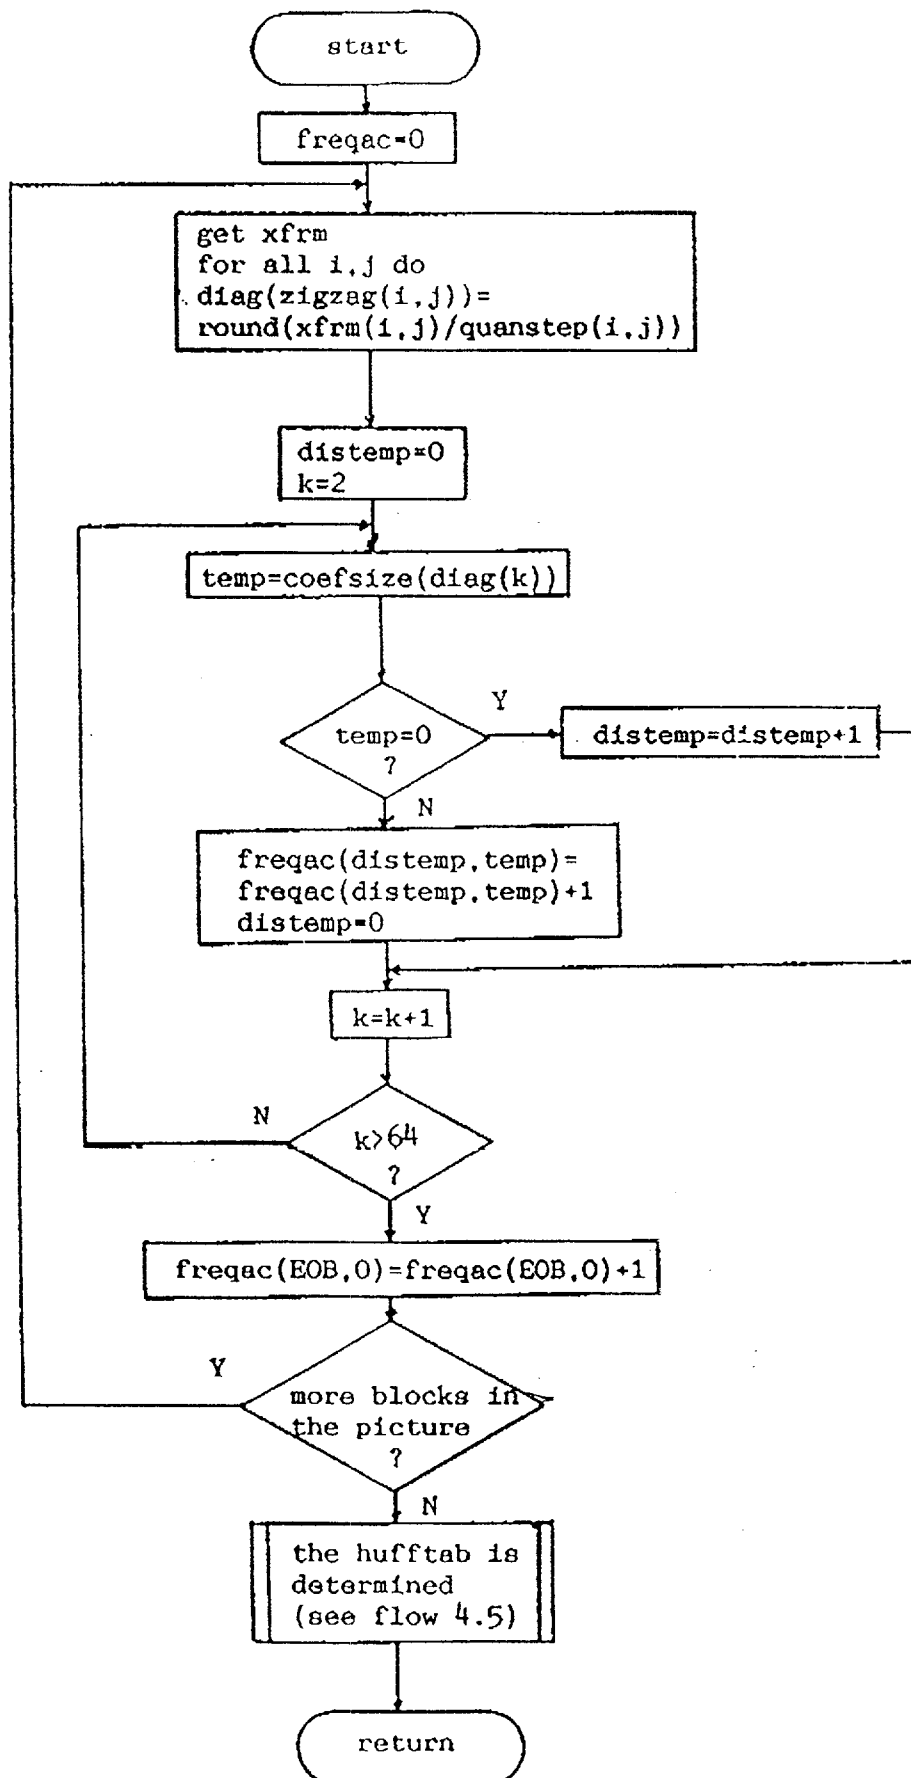 start
freqac=0
get xfrm
for all i,j do
diag(zigzag(i,j))=
round(xfrm(i,j)/quanstep(i,j))
distemp=0
k=2
temp=coefsize(diag(k))
Y
temp=0
?
distemp=distemp+1
N
freqac(distemp,temp)=
freqac(distemp,temp)+1
distemp=0
k=k+1
N
k>64
?
Y
freqac(EOB,0)=freqac(EOB,0)+1
Y
more blocks in
the picture
?
N
the hufftab is
determined
(see flow 4.5)
return